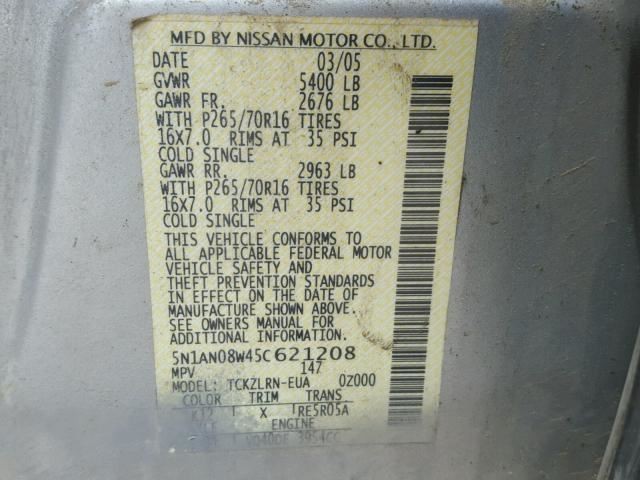 MFD BY NISSAN MOTOR CO., LTD.
DATE 03/05
GVWR 5400 LB
GAWR FR. 2676 LB
WITH P265/70R16 TIRES
16X7.0 RIMS AT 35 PSI
COLD SINGLE
GAWR RR. 2963 LB
WITH P265/70R16 TIRES
16X7.0 RIMS AT 35 PSI
COLD SINGLE
THIS VEHICLE CONFORMS TO
ALL APPLICABLE FEDERAL MOTOR
VEHICLE SAFETY AND
THEFT PREVENTION STANDARDS
IN EFFECT ON THE DATE OF
MANUFACTURE SHOWN ABOVE.
SEE OWNERS MANUAL FOR
ADDITIONAL INFORMATION
5N1AN08W45C621208
MPV 147
MODEL: TCKZLRN-EUA 0Z000
COLOR TRIM TRANS
K12 X RE5R05A
ENGINE
3954CC